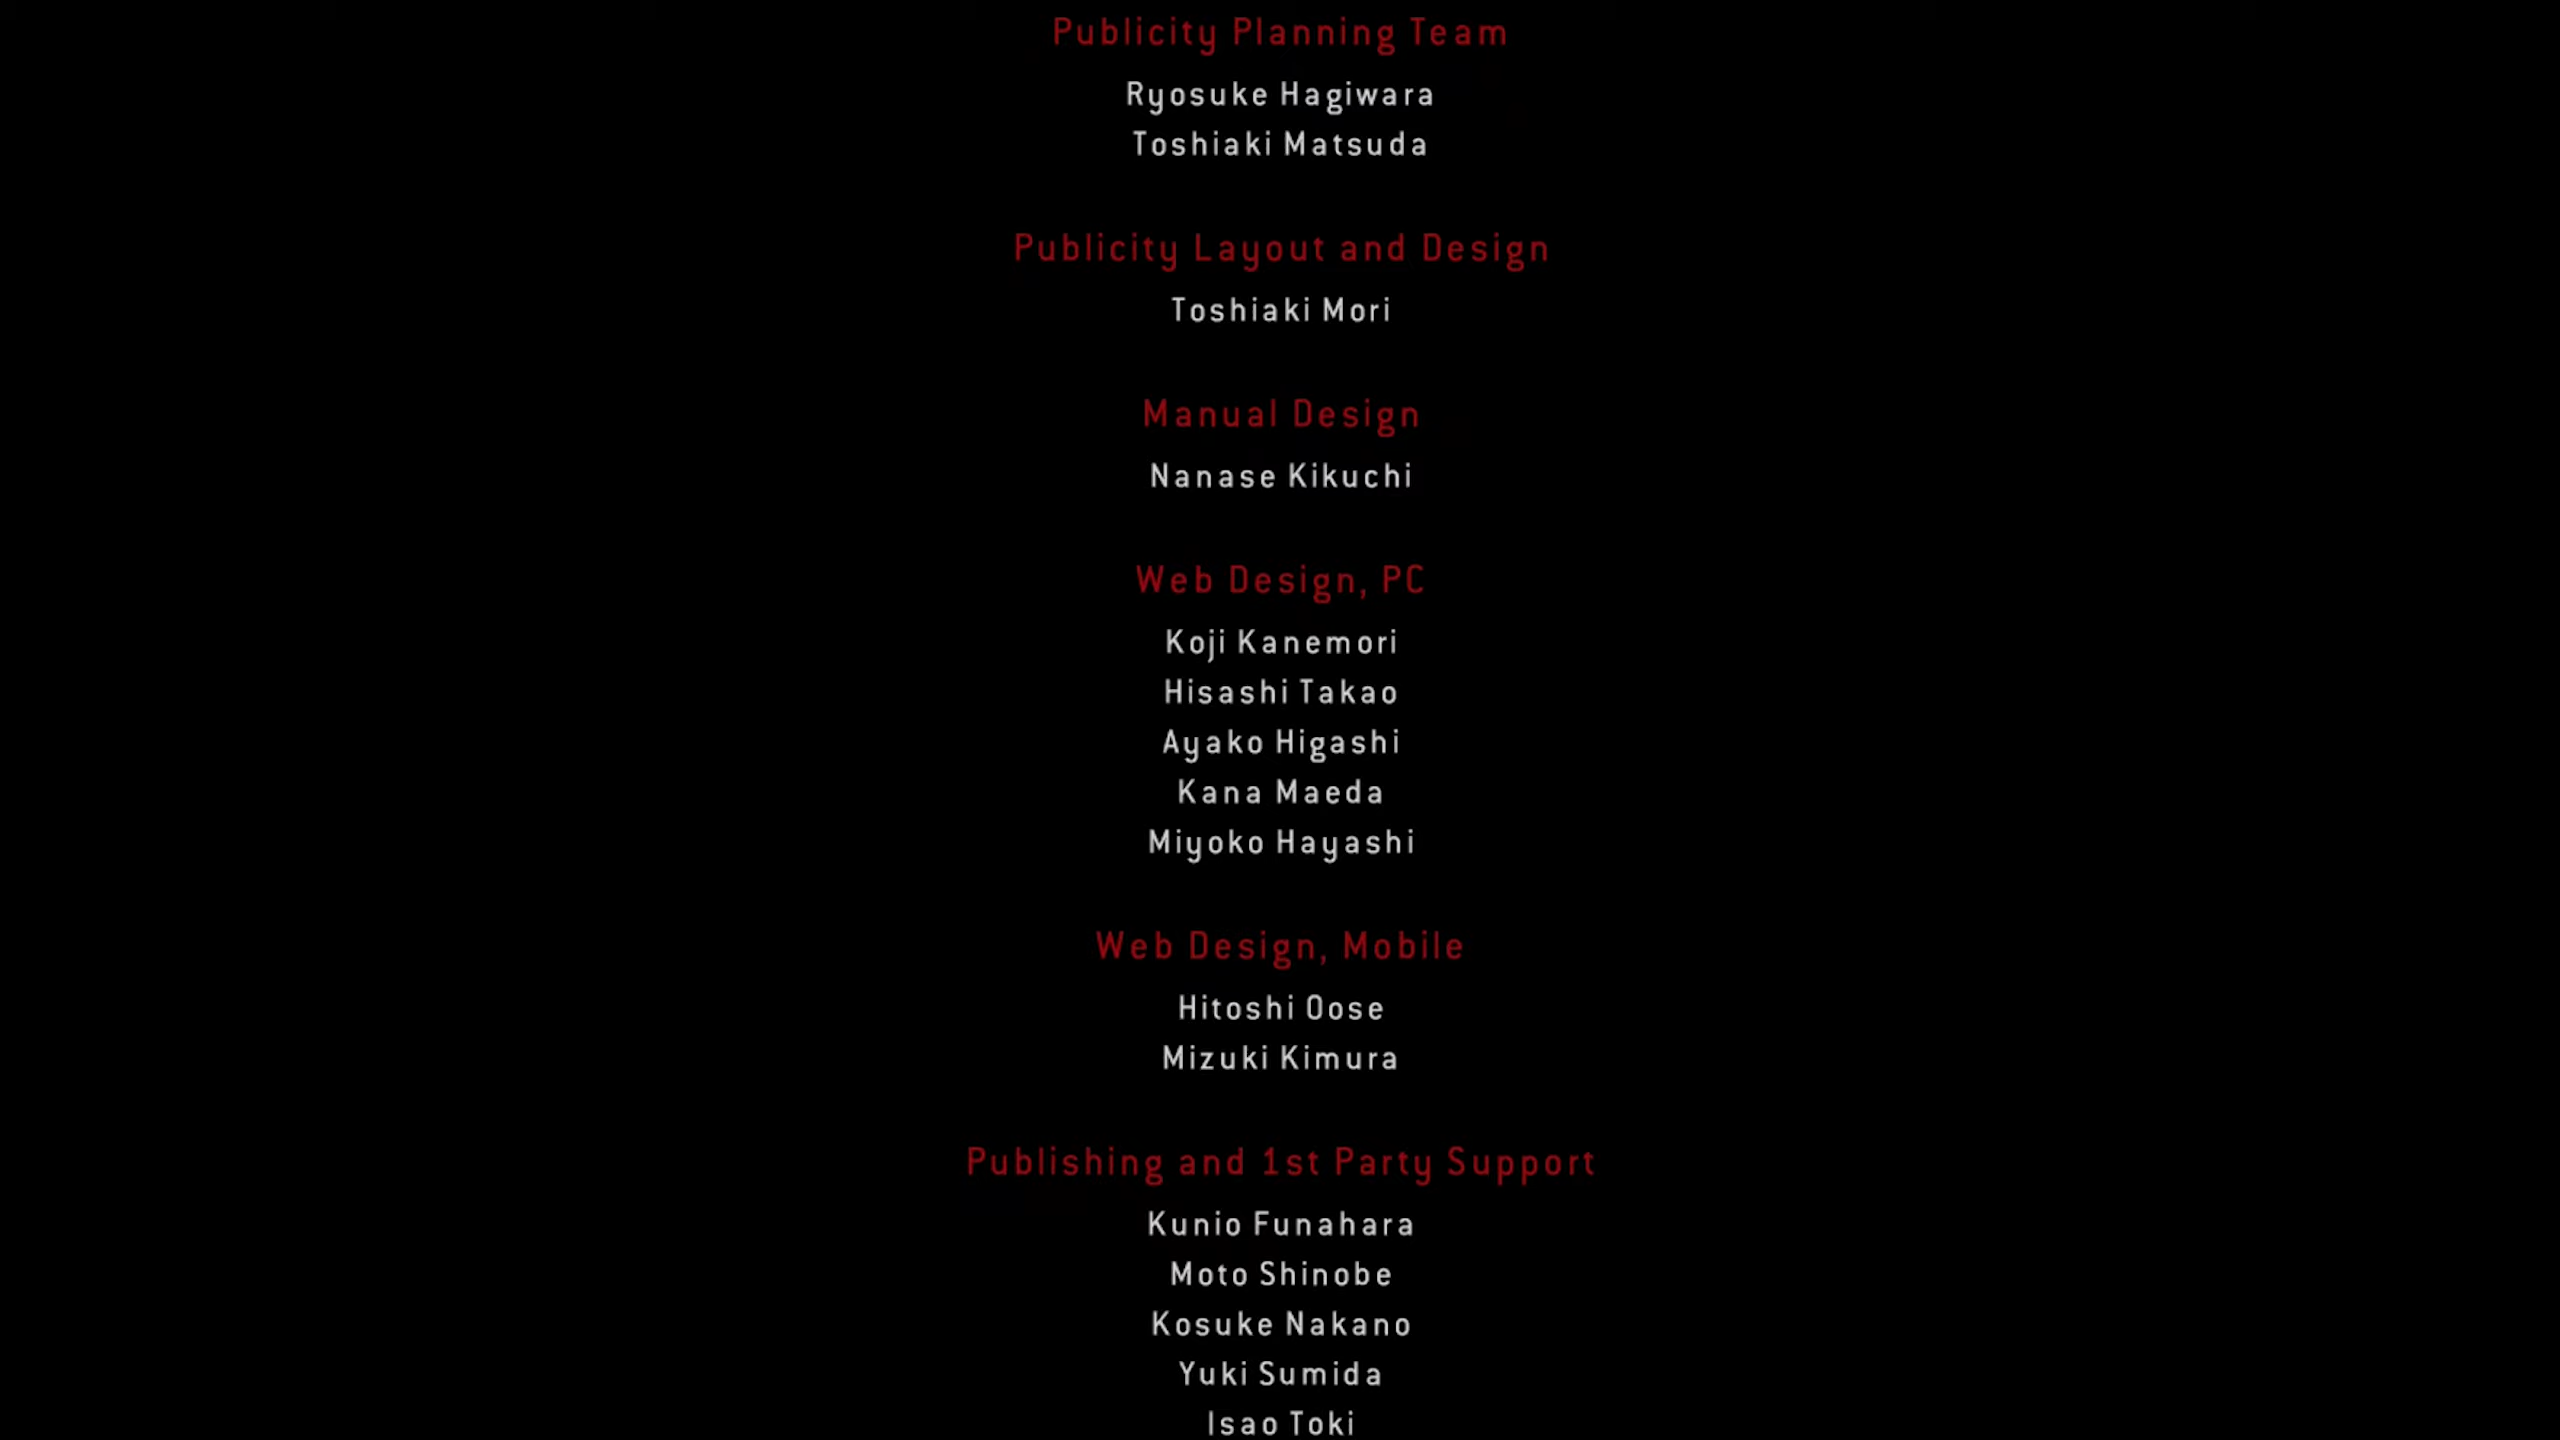 Publicity Planning Team
Ryosuke Hagiwara
Toshiaki Matsuda
Publicity Layout and Design
Toshiaki Mori
Manual Design
Nanase Kikuchi
Web Design, PC
Koji Kanemori
Hisashi Takao
Ayako Higashi
Kana Maeda
Miyoko Hayashi
Web Design, Mobile
Hitoshi Oose
Mizuki Kimura
Publishing and 1st Party Support
Kunio Funahara
Moto Shinobe
Kosuke Nakano
Yuki Sumida
Isao Toki